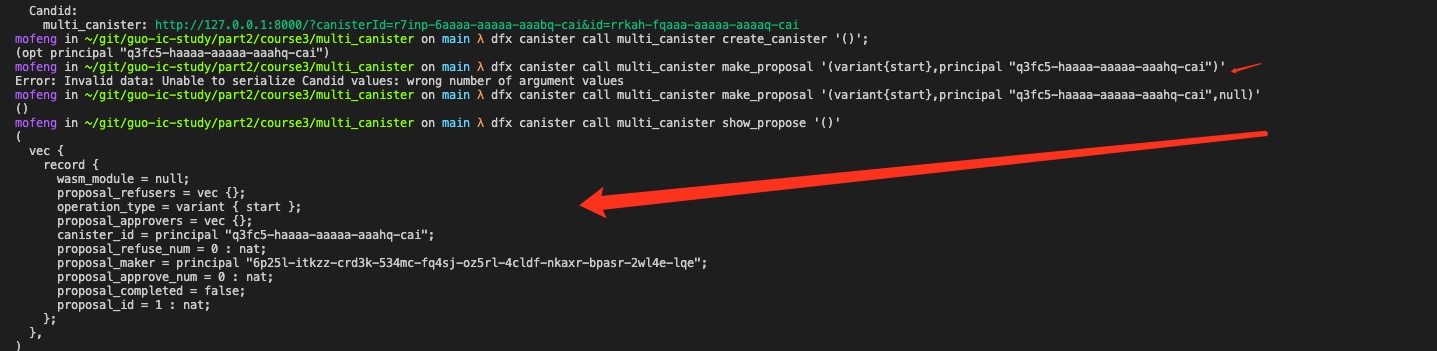 Candid:
multi_canister: http://127.0.0.1:8000/?canisterId=r7inp-6aaaa-aaaaa-aaabq-cai&id=rrkah-fqaaa-aaaaa-aaaaq-cai
mofeng in ~/git/guo-ic-study/part2/course3/multi_canister on main λ dfx canister call multi_canister create_canister '()';
(opt principal "q3fc5-haaaa-aaaaa-aaahq-cai")
mofeng in ~/git/guo-ic-study/part2/course3/multi_canister on main λ dfx canister call multi_canister make_proposal '(variant{start},principal "q3fc5-haaaa-aaaaa-aaahq-cai")'
Error: Invalid data: Unable to serialize Candid values: wrong number of argument values
mofeng in ~/git/guo-ic-study/part2/course3/multi_canister on main λ dfx canister call multi_canister make_proposal '(variant{start},principal "q3fc5-haaaa-aaaaa-aaahq-cai",null)'
()
mofeng in ~/git/guo-ic-study/part2/course3/multi_canister on main λ dfx canister call multi_canister show_propose '()'
(
vec {
record {
wasm_module = null;
proposal_refusers = vec {};
operation_type = variant { start };
proposal_approvers = vec {};
canister_id = principal "q3fc5-haaaa-aaaaa-aaahq-cai";
proposal_refuse_num = 0 : nat;
proposal_maker = principal "6p25l-itkzz-crd3k-534mc-fq4sj-oz5rl-4cldf-nkaxr-bpasr-2wl4e-lqe";
proposal_approve_num = 0 : nat;
proposal_completed = false;
proposal_id = 1 : nat;
};
},
)